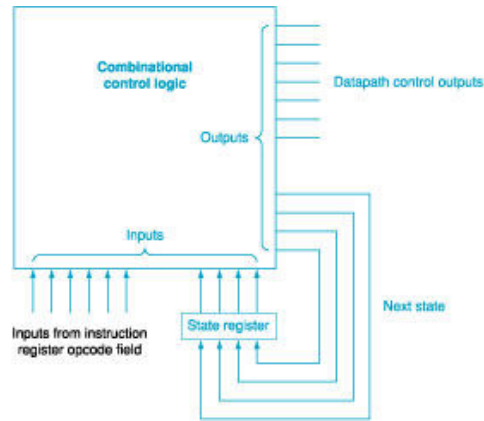 Combinational
control logic
Datapath control outputs
Outputs
Inputs
Next state
State register
Inputs from instruction
register opcode field